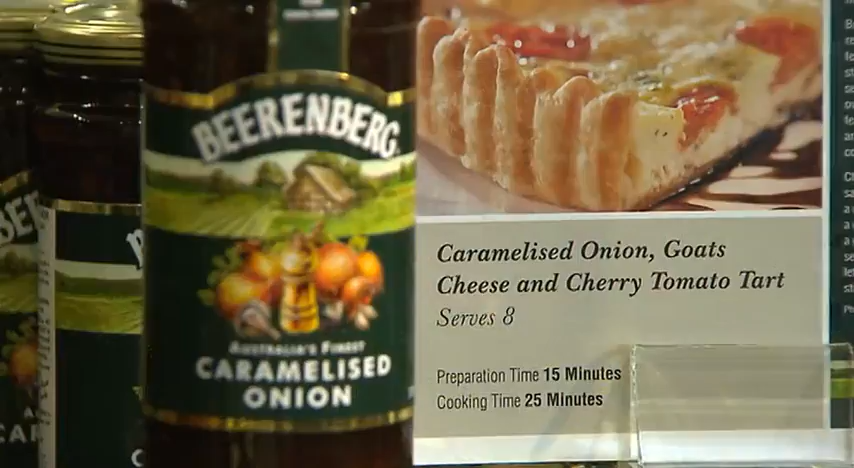 BEERENBERG
AUSTRALIA'S FINEST
CARAMELISED
ONION
Caramelised Onion, Goats
Cheese and Cherry Tomato Tart
Serves 8
Preparation Time 15 Minutes
Cooking Time 25 Minutes